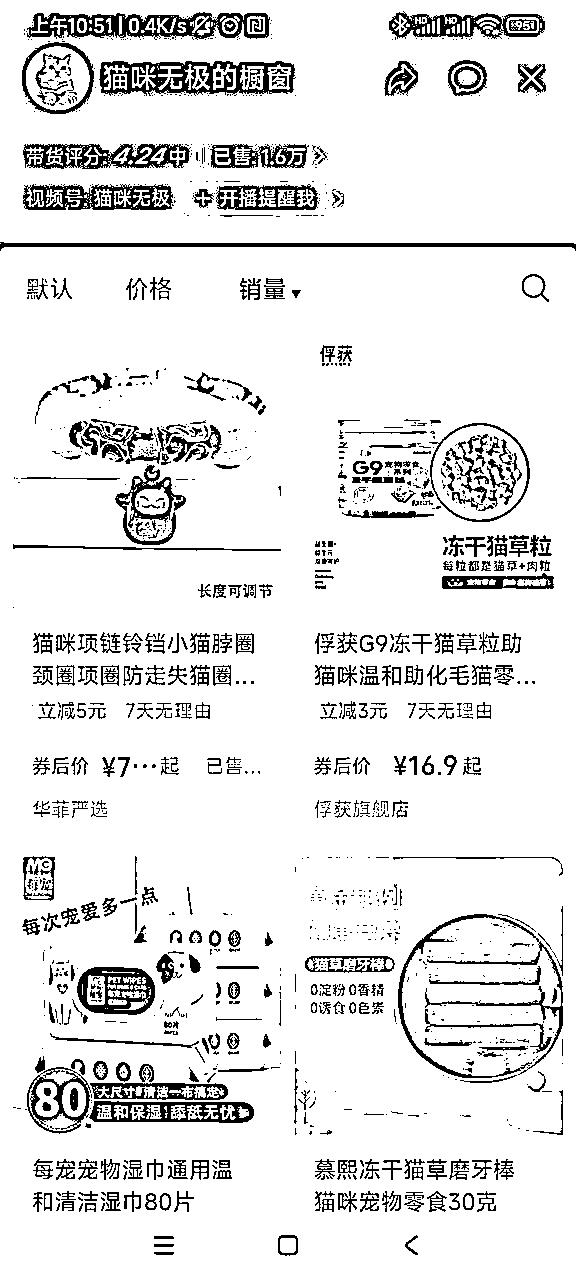 上午10:51 | 0.4K/s
猫咪无极的橱窗
带货评分: 4.24中 | 已售: 1.6万 >
视频号: 猫咪无极 + 开播提醒我 >
默认 价格 销量
长度可调节
猫咪项链铃铛小猫脖圈
颈圈项圈防走失猫圈...
立减5元 7天无理由
券后价 ¥7···起 已售...
华菲严选
俘获
G9
冻干猫草粒
每粒都是猫草+肉粒
俘获G9冻干猫草粒助
猫咪温和助化毛猫零...
立减3元 7天无理由
券后价 ¥16.9起
俘获旗舰店
每次宠爱多一点
80
大尺寸 清洁一布搞定
温和保湿 舔舐无忧
每宠宠物湿巾通用温
和清洁湿巾80片
猫草磨牙棒
0淀粉 0香精
0诱食 0色素
慕熙冻干猫草磨牙棒
猫咪宠物零食30克